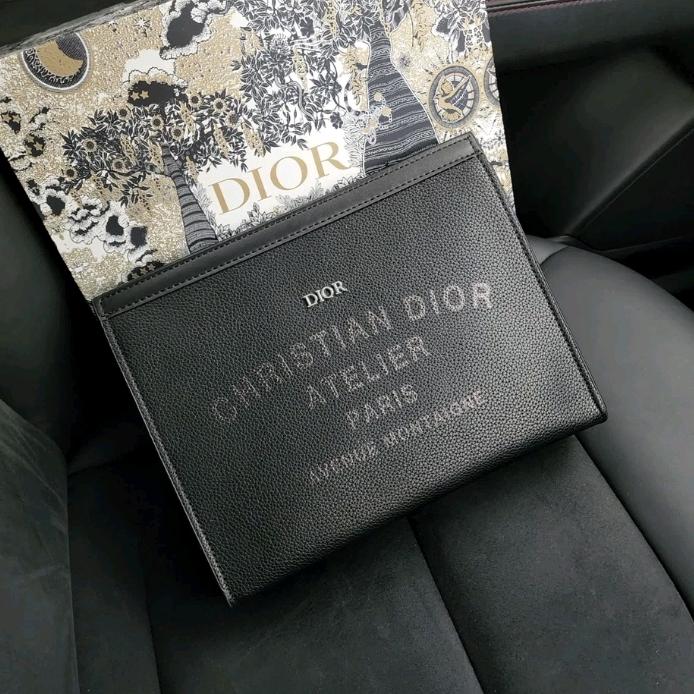 DIOR
DIOR
CHRISTIAN DIOR
ATELIER
PARIS
AVENUE MONTAIGNE